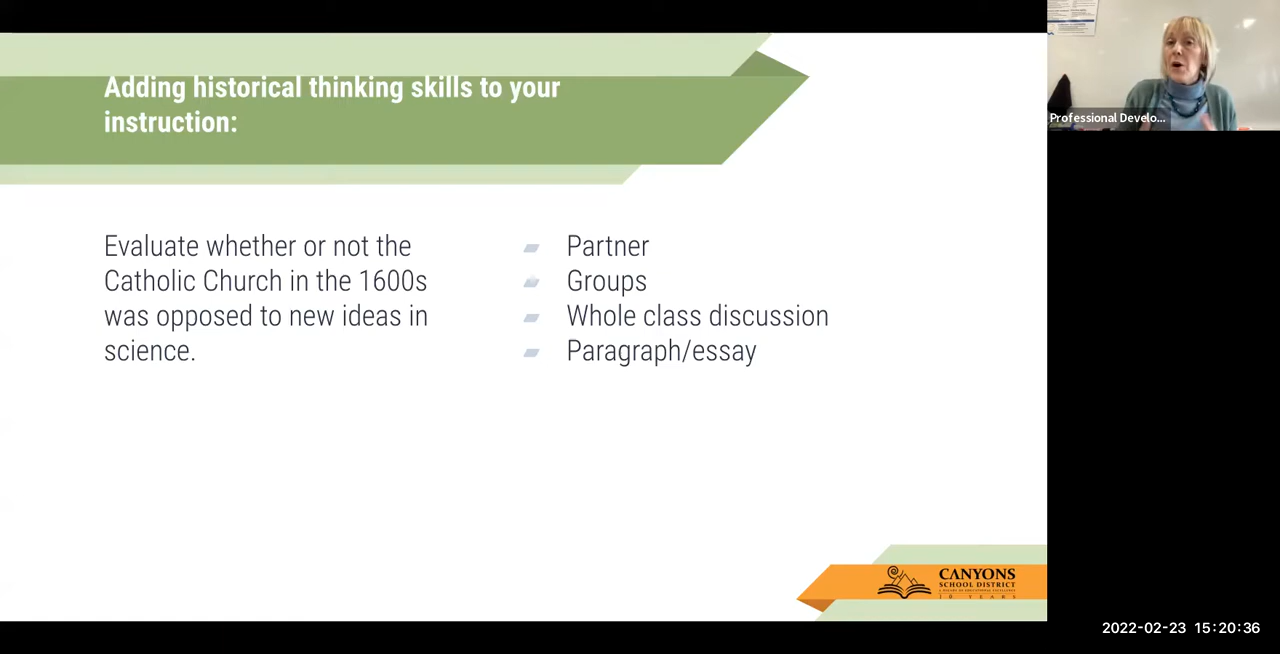 Adding historical thinking skills to your
instruction:
Professional Develo...
Evaluate whether or not the
Catholic Church in the 1600s
was opposed to new ideas in
science.
Partner
Groups
Whole class discussion
Paragraph/essay
CANYONS
SCHOOL DISTRICT
10 YEARS
2022-02-23 15:20:36